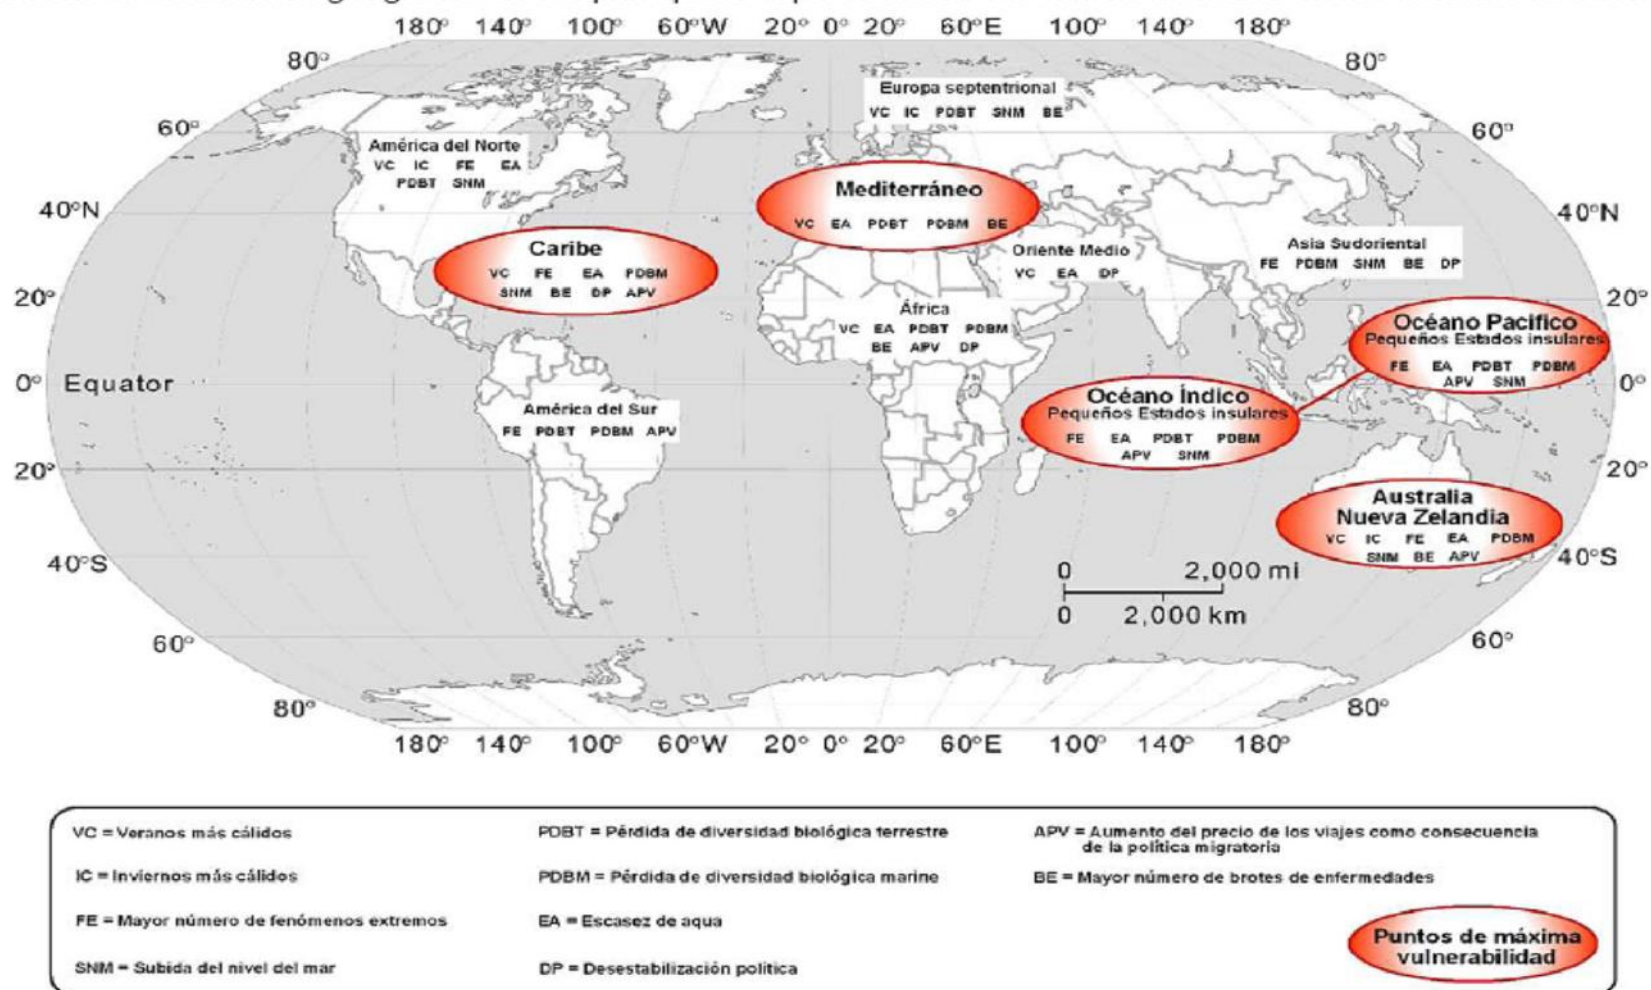 180° 140° 100° 60°W 20° 0° 20° 60°E 100° 140° 180°
80° 80°
Europa septentrional
VC IC PDBT SNM BE
60° 60°
América del Norte
VC IC FE EA
PDBT SNM
Mediterráneo
VC EA PDBT PDBM BE
40°N 40°N
Caribe
VC FE EA PDBM
SNM BE DP APV
Oriente Medio
VC EA DP
Asia Sudoriental
FE PDBM SNM BE DP
20° 20°
África
VC EA PDBT PDBM
BE APV DP
Océano Pacifico
Pequeños Estados insulares
FE EA PDBT PDBM
APV SNM
0° Equator 0°
Océano Índico
Pequeños Estados insulares
FE EA PDBT PDBM
APV SNM
América del Sur
FE PDBT PDBM APV
20° 20°
Australia
Nueva Zelandia
VC IC FE EA PDBM
SNM BE APV
40°S 40°S
0 2,000 mi
0 2,000 km
60° 60°
80° 80°
180° 140° 100° 60°W 20° 0° 20° 60°E 100° 140° 180°
VC = Veranos más cálidos
IC = Inviernos más cálidos
FE = Mayor número de fenómenos extremos
SNM = Subida del nivel del mar
PDBT = Pérdida de diversidad biológica terrestre
PDBM = Pérdida de diversidad biológica marine
EA = Escasez de aqua
DP = Desestabilización política
APV = Aumento del precio de los viajes como consecuencia
de la política migratoria
BE = Mayor número de brotes de enfermedades
Puntos de máxima
vulnerabilidad